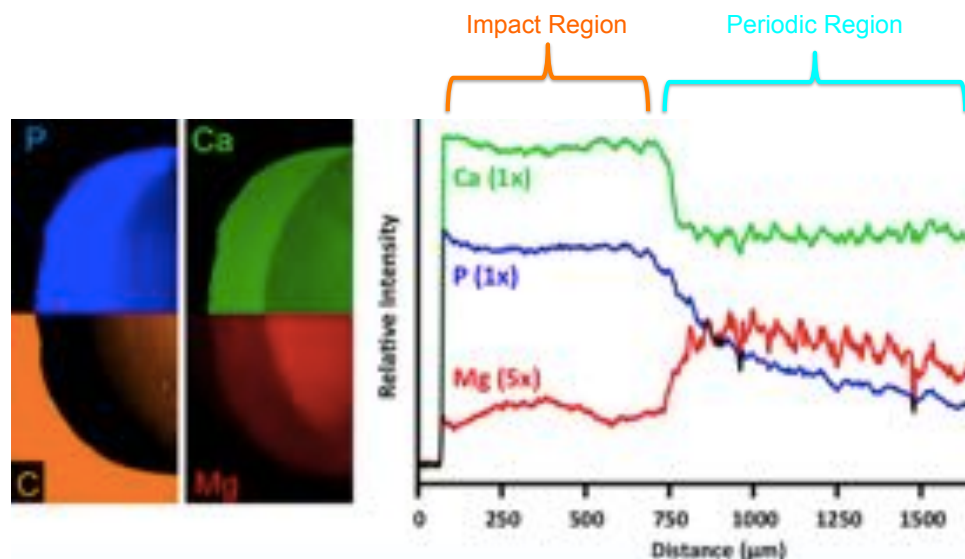 Impact Region
Periodic Region
P
Ca
C
Mg
Relative Intensity
Ca (1x)
P (1x)
Mg (5x)
0 250 500 750 1000 1250 1500
Distance (μm)